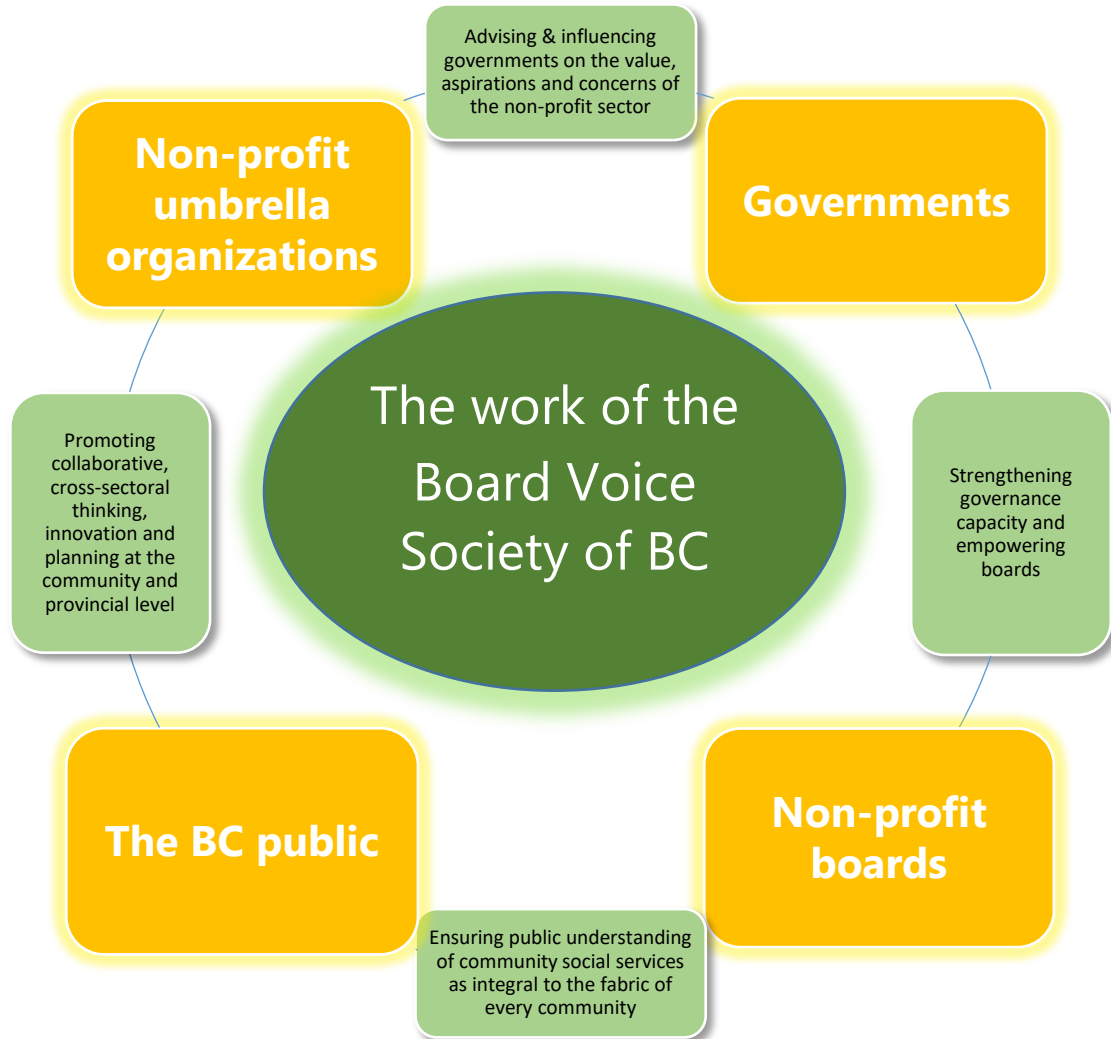 Advising & influencing
governments on the value,
aspirations and concerns of
the non-profit sector
Non-profit
umbrella
organizations
Governments
The work of the
Board Voice
Society of BC
Promoting
collaborative,
cross-sectoral
thinking,
innovation and
planning at the
community and
provincial level
Strengthening
governance
capacity and
empowering
boards
The BC public
Non-profit
boards
Ensuring public understanding
of community social services
as integral to the fabric of
every community